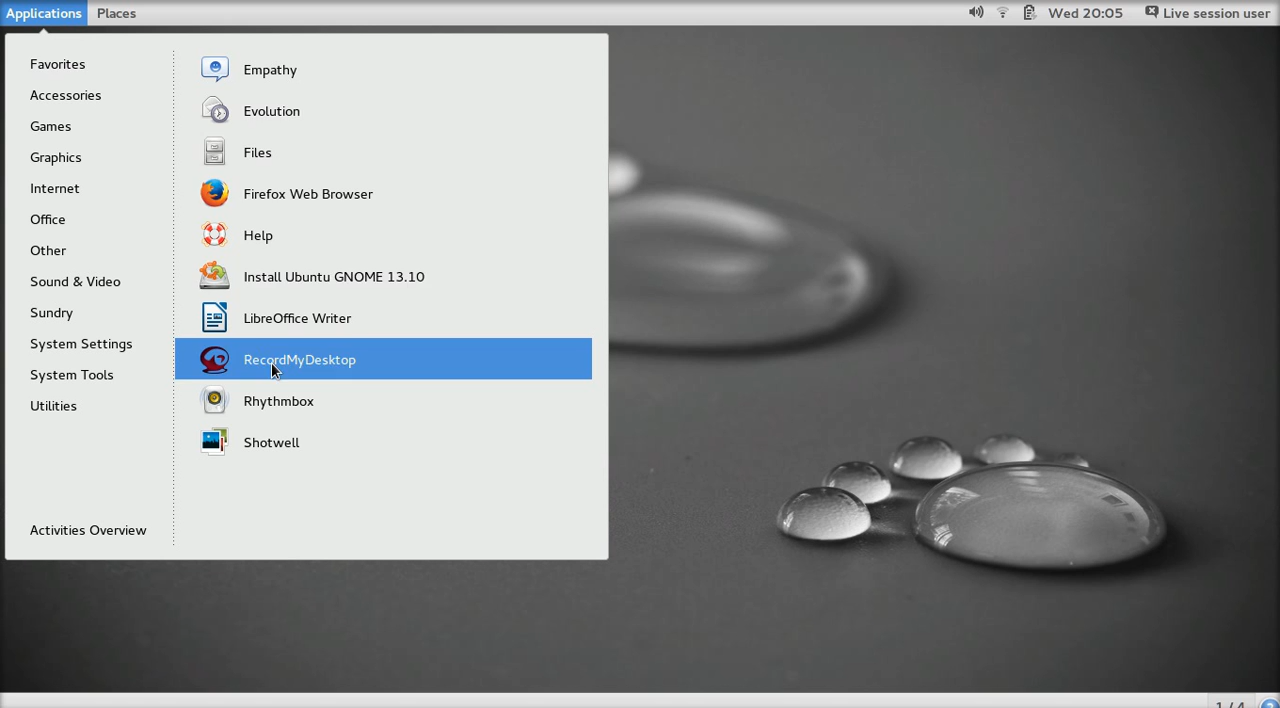 Applications Places Wed 20:05 Live session user
Favorites
Accessories
Games
Graphics
Internet
Office
Other
Sound & Video
Sundry
System Settings
System Tools
Utilities
Activities Overview
Empathy
Evolution
Files
Firefox Web Browser
Help
Install Ubuntu GNOME 13.10
LibreOffice Writer
RecordMyDesktop
Rhythmbox
Shotwell
1 / 4